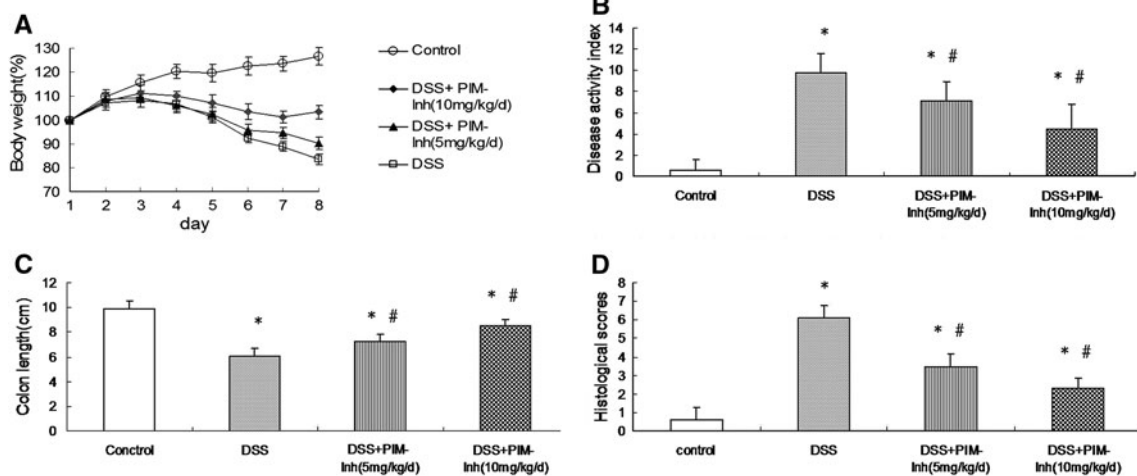 A
Body weight(%)
130
120
110
100
90
80
70
1 2 3 4 5 6 7 8
day
Control
DSS+ PIM-
Inh(10mg/kg/d)
DSS+ PIM-
Inh(5mg/kg/d)
DSS
B
Disease activity index
14
12
10
8
6
4
2
0
*
* #
* #
Control DSS DSS+PIM- DSS+PIM-
Inh(5mg/kg/d) Inh(10mg/kg/d)
C
Colon length(cm)
12
10
8
6
4
2
0
*
* #
* #
Conctrol DSS DSS+PIM- DSS+PIM-
Inh(5mg/kg/d) Inh(10mg/kg/d)
D
Histological scores
8
7
6
5
4
3
2
1
0
*
* #
* #
control DSS DSS+PIM- DSS+PIM-
Inh(5mg/kg/d) Inh(10mg/kg/d)